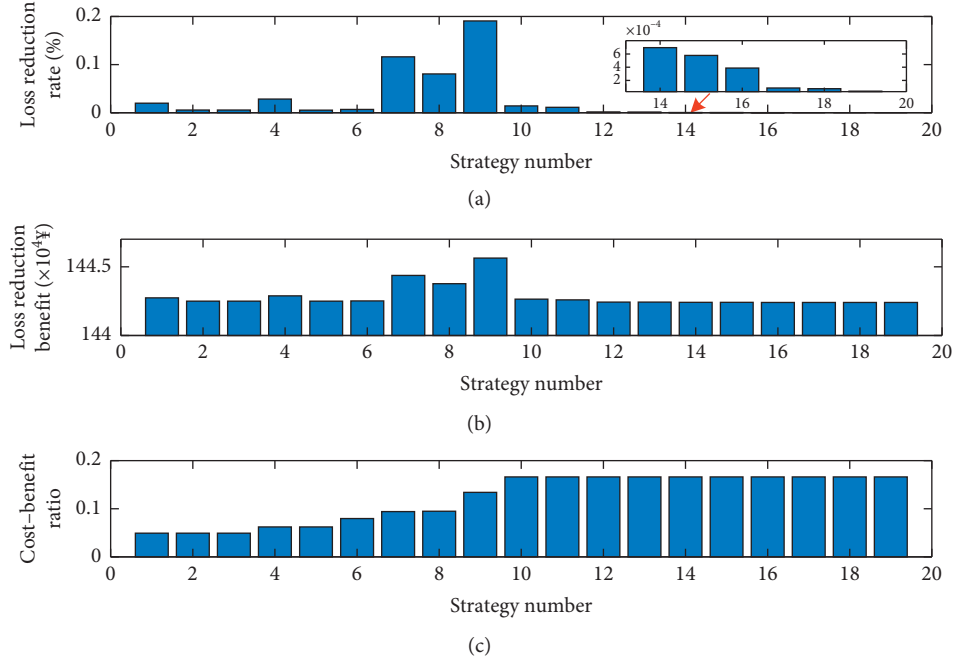 0.2
0.1
0
Loss reduction
rate (%)
×10⁻⁴
6
4
2
14 16 18 20
0 2 4 6 8 10 12 14 16 18 20
Strategy number
(a)
144.5
144
Loss reduction
benefit (×10⁴¥)
0 2 4 6 8 10 12 14 16 18 20
Strategy number
(b)
0.2
0.1
0
Cost–benefit
ratio
0 2 4 6 8 10 12 14 16 18 20
Strategy number
(c)